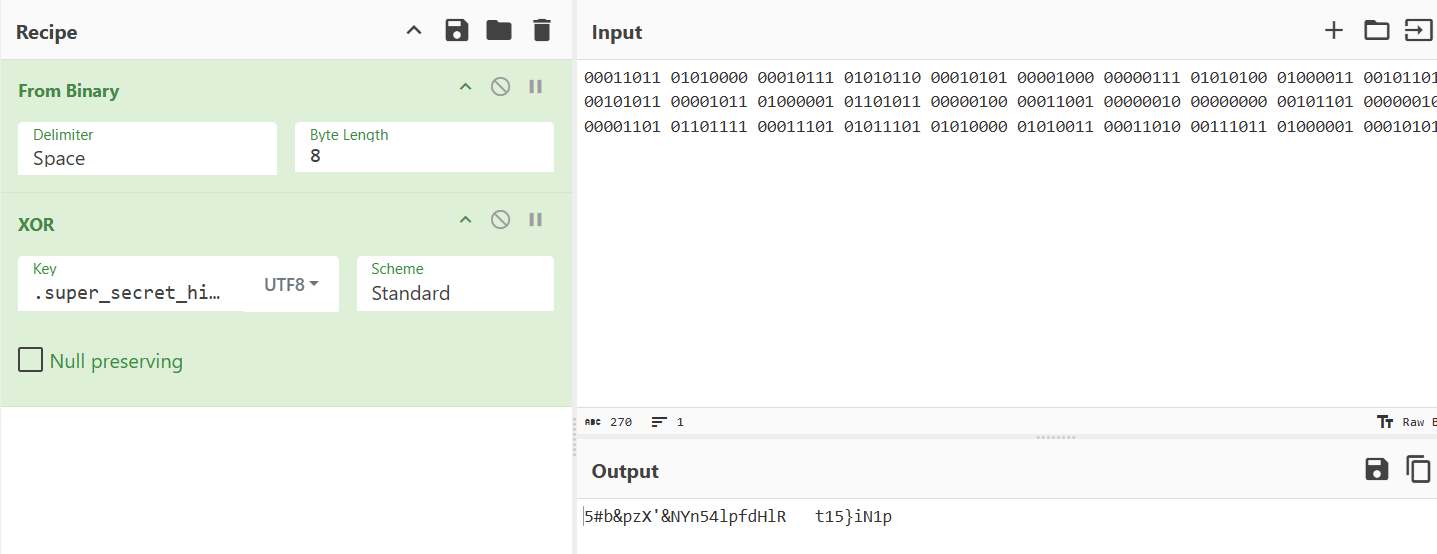 Recipe
From Binary
Delimiter
Space
Byte Length
8
XOR
Key
.super_secret_hi…
UTF8
Scheme
Standard
Null preserving
Input
00011011 01010000 00010111 01010110 00010101 00001000 00000111 01010100 01000011 00101101
00101011 00001011 01000001 01101011 00000100 00011001 00000010 00000000 00101101 00000010
00001101 01101111 00011101 01011101 01010000 01010011 00011010 00111011 01000001 00010101
ABC 270 1
TT Raw B
Output
5#b&pzX'&NYn54lpfdHlR t15}iN1p